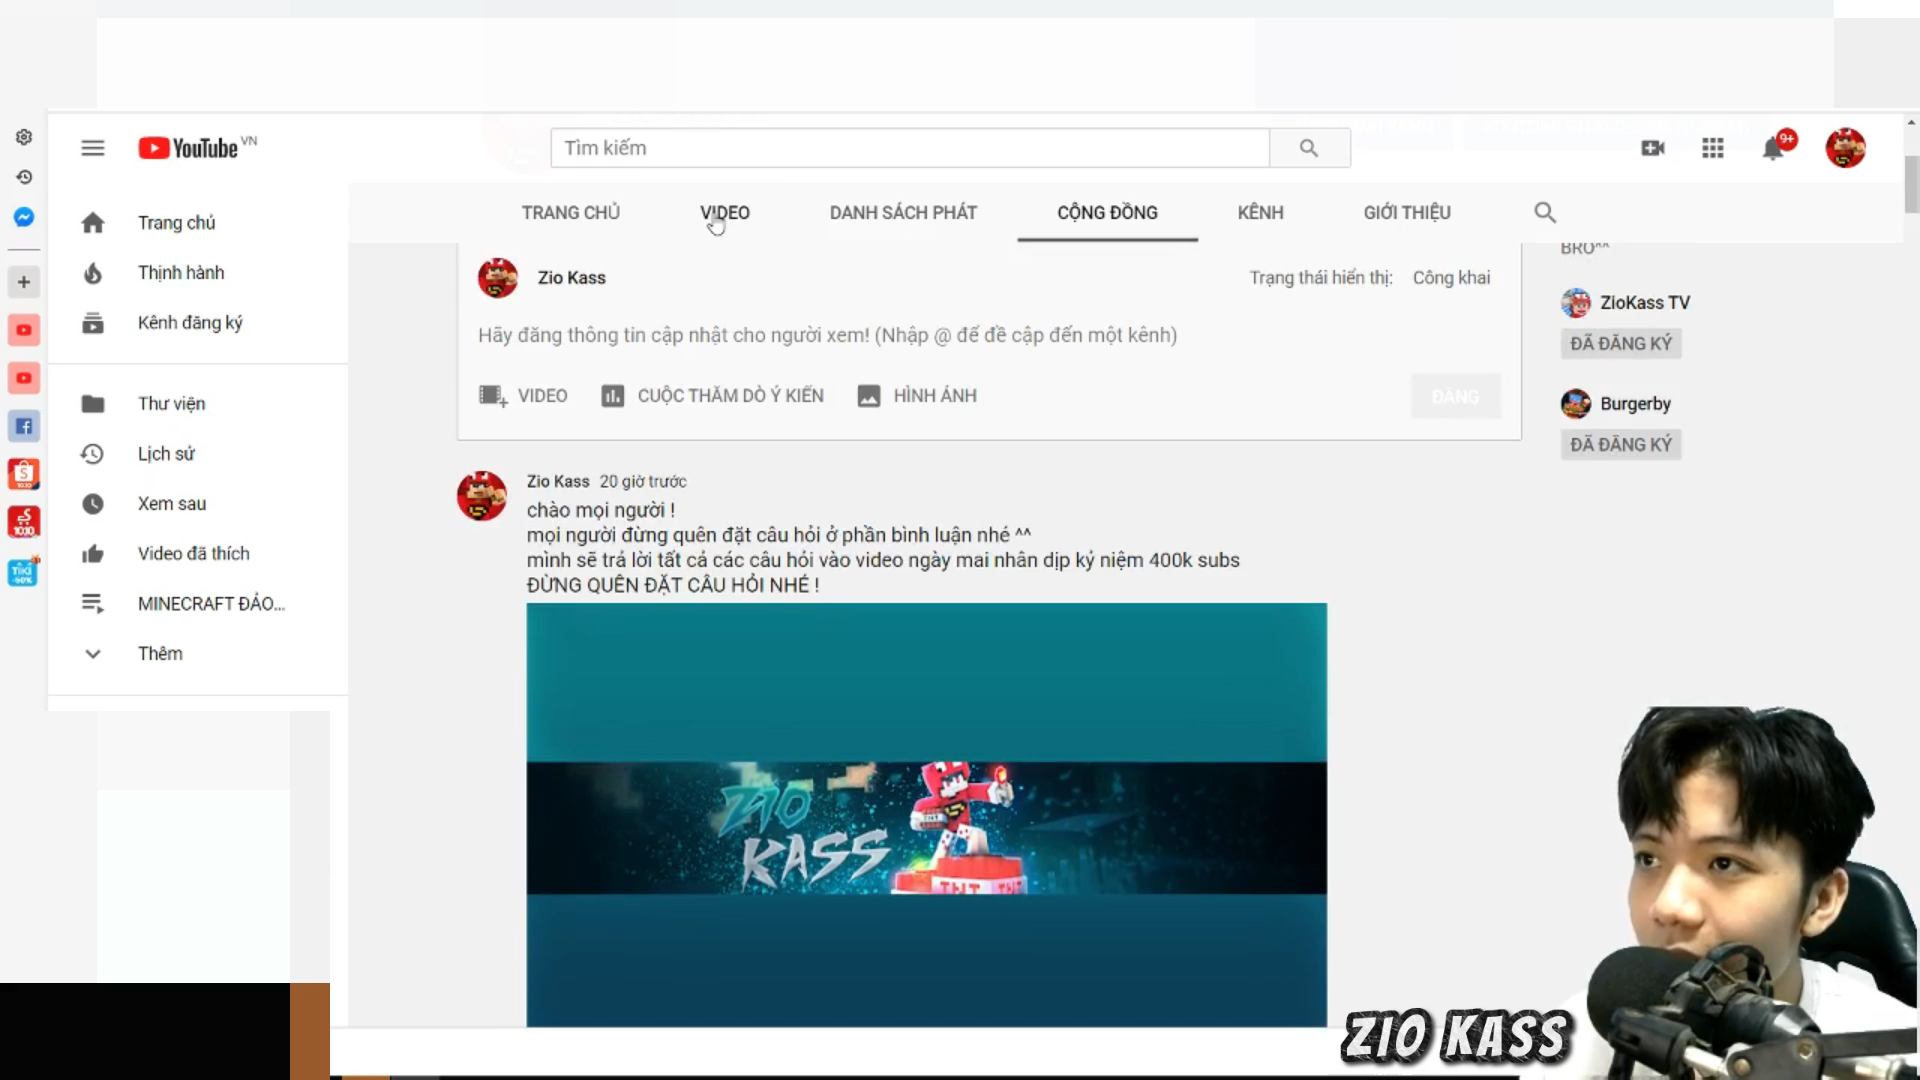 YouTube VN
Tìm kiếm
9+
Trang chủ
Thịnh hành
Kênh đăng ký
Thư viện
Lịch sử
Xem sau
Video đã thích
MINECRAFT ĐẢO...
Thêm
TRANG CHỦ
VIDEO
DANH SÁCH PHÁT
CỘNG ĐỒNG
KÊNH
GIỚI THIỆU
Zio Kass
Trạng thái hiển thị: Công khai
Hãy đăng thông tin cập nhật cho người xem! (Nhập @ để đề cập đến một kênh)
VIDEO
CUỘC THĂM DÒ Ý KIẾN
HÌNH ẢNH
ĐĂNG
BRO^^
ZioKass TV
ĐÃ ĐĂNG KÝ
Burgerby
ĐÃ ĐĂNG KÝ
Zio Kass 20 giờ trước
chào mọi người !
mọi người đừng quên đặt câu hỏi ở phần bình luận nhé ^^
mình sẽ trả lời tất cả các câu hỏi vào video ngày mai nhân dịp kỷ niệm 400k subs
ĐỪNG QUÊN ĐẶT CÂU HỎI NHÉ !
ZIO
KASS
TNT TNT
ZIO KASS